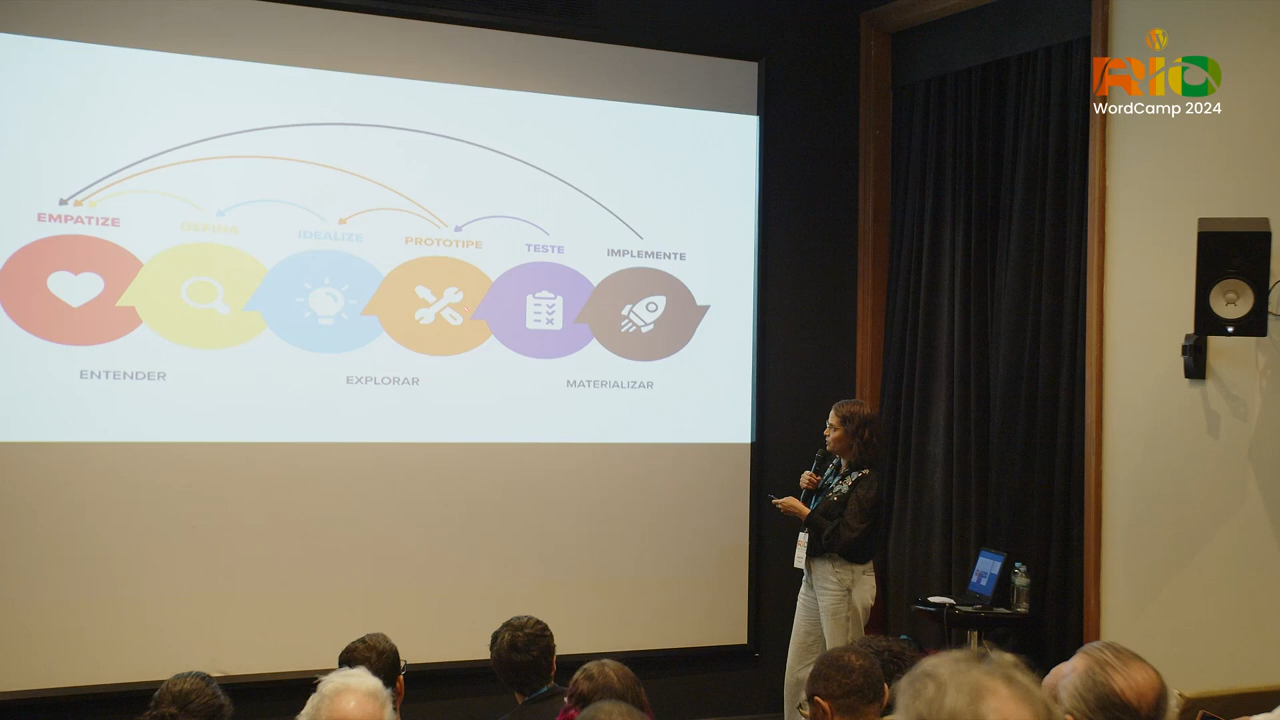 RIO
WordCamp 2024
EMPATIZE
DEFINA
IDEALIZE
PROTOTIPE
TESTE
IMPLEMENTE
ENTENDER
EXPLORAR
MATERIALIZAR